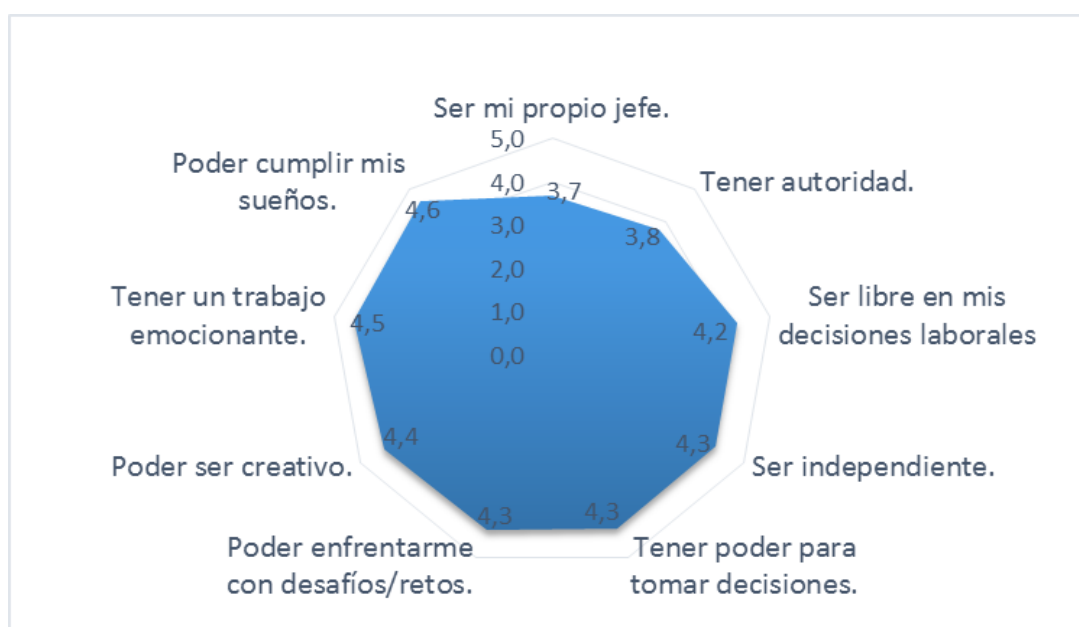 Ser mi propio jefe.
5,0
Poder cumplir mis
sueños.
Tener autoridad.
4,0
3,7
4,6
3,0
3,8
2,0
Tener un trabajo
emocionante.
Ser libre en mis
decisiones laborales
1,0
4,5
4,2
0,0
4,4
4,3
Poder ser creativo.
Ser independiente.
4,3
4,3
Poder enfrentarme
con desafíos/retos.
Tener poder para
tomar decisiones.